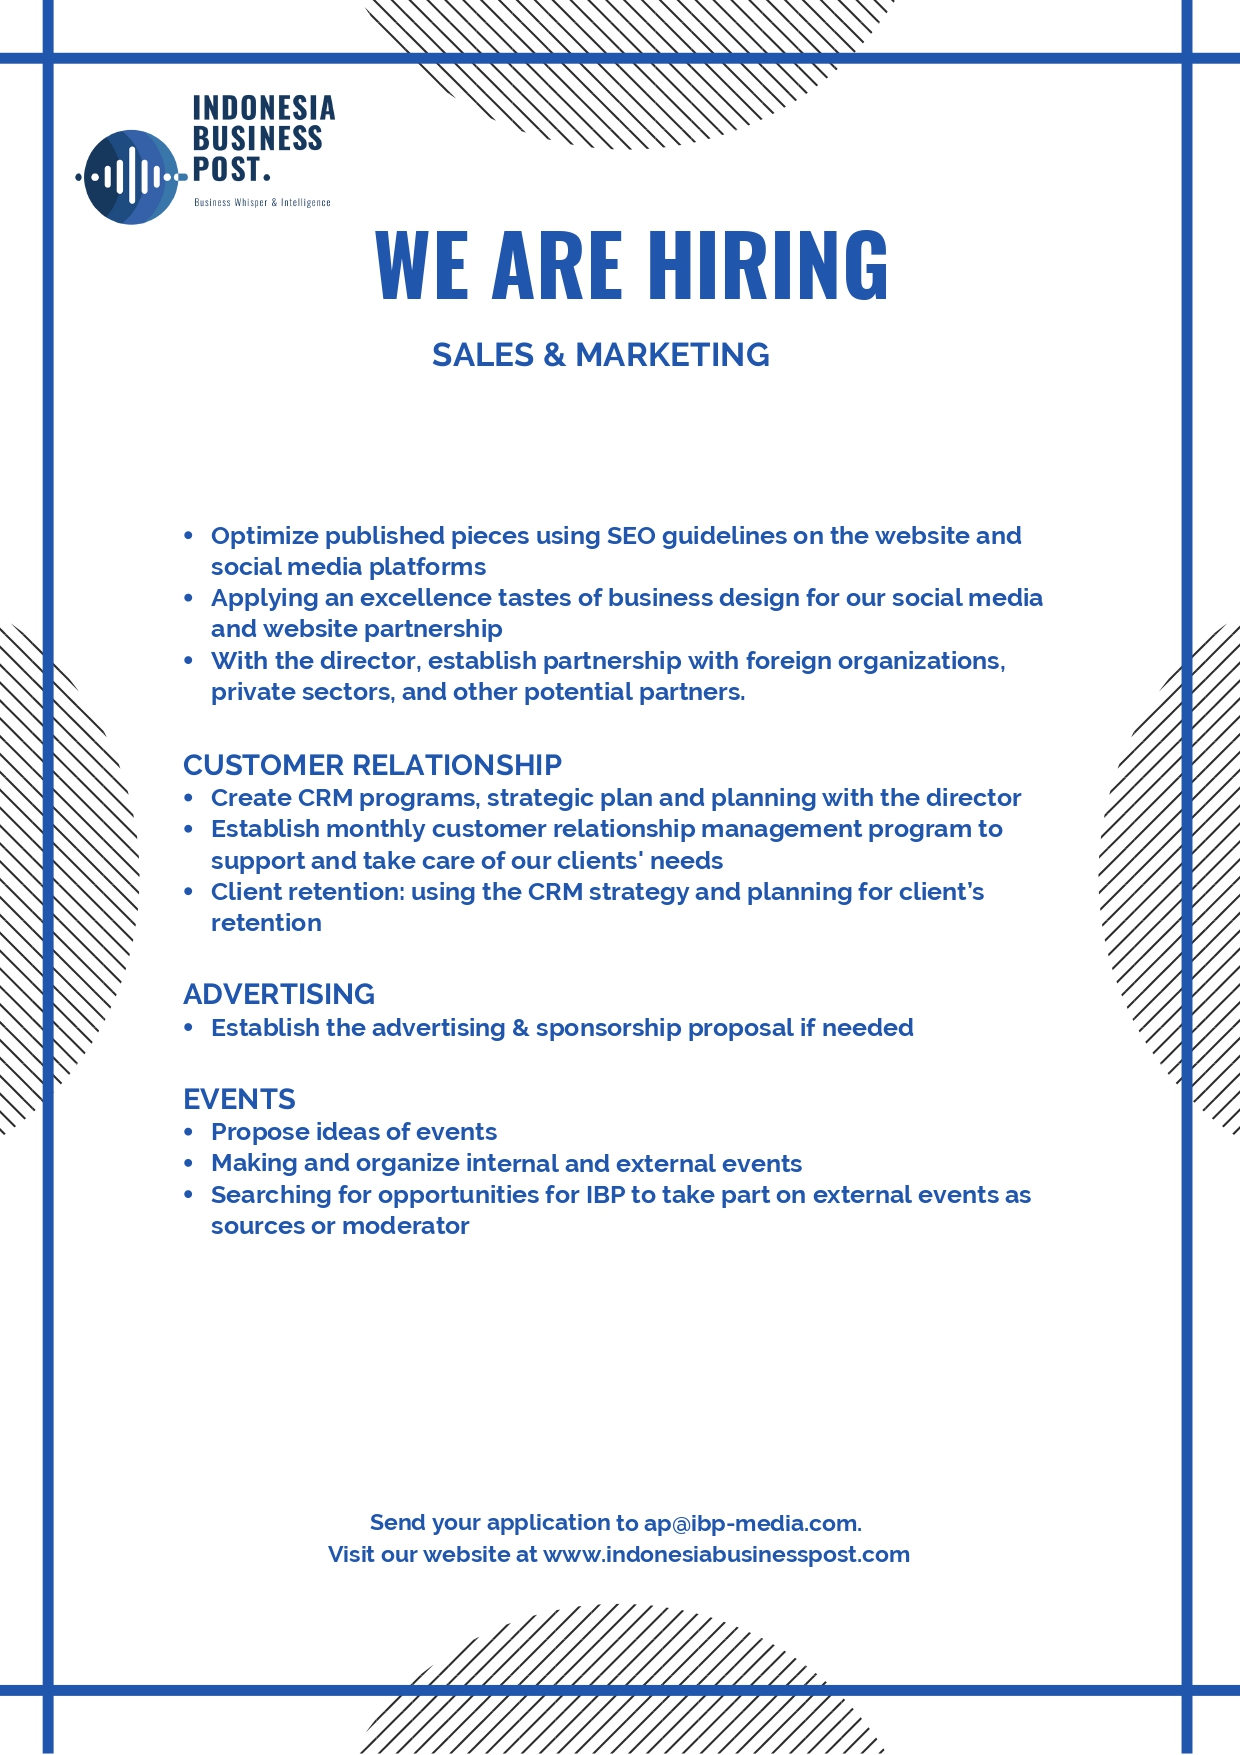 INDONESIA
BUSINESS
POST.
Business Whisper & Intelligence
WE ARE HIRING
SALES & MARKETING
• Optimize published pieces using SEO guidelines on the website and
social media platforms
• Applying an excellence tastes of business design for our social media
and website partnership
• With the director, establish partnership with foreign organizations,
private sectors, and other potential partners.
CUSTOMER RELATIONSHIP
• Create CRM programs, strategic plan and planning with the director
• Establish monthly customer relationship management program to
support and take care of our clients' needs
• Client retention: using the CRM strategy and planning for client’s
retention
ADVERTISING
• Establish the advertising & sponsorship proposal if needed
EVENTS
• Propose ideas of events
• Making and organize internal and external events
• Searching for opportunities for IBP to take part on external events as
sources or moderator
Send your application to ap@ibp-media.com.
Visit our website at www.indonesiabusinesspost.com